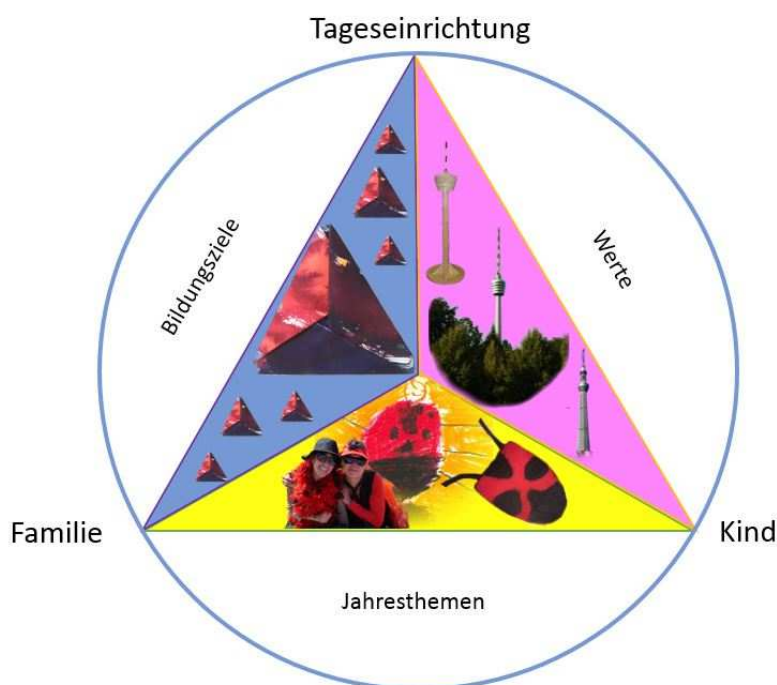 Tageseinrichtung
Bildungsziele
Werte
Familie
Kind
Jahresthemen